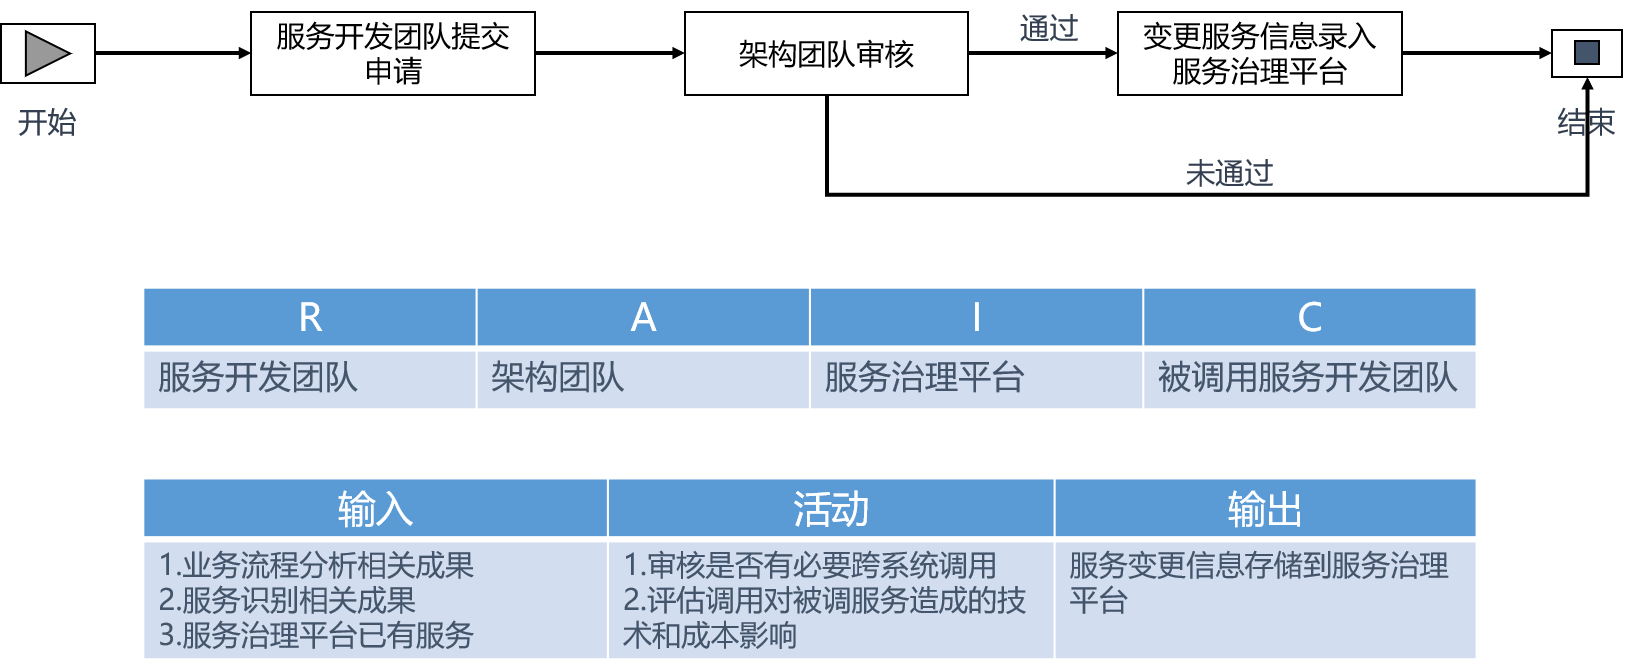 开始
服务开发团队提交
申请
架构团队审核
通过
变更服务信息录入
服务治理平台
结束
未通过
R
A
I
C
服务开发团队
架构团队
服务治理平台
被调用服务开发团队
输入
活动
输出
1.业务流程分析相关成果
2.服务识别相关成果
3.服务治理平台已有服务
1.审核是否有必要跨系统调用
2.评估调用对被调服务造成的技
术和成本影响
服务变更信息存储到服务治理
平台